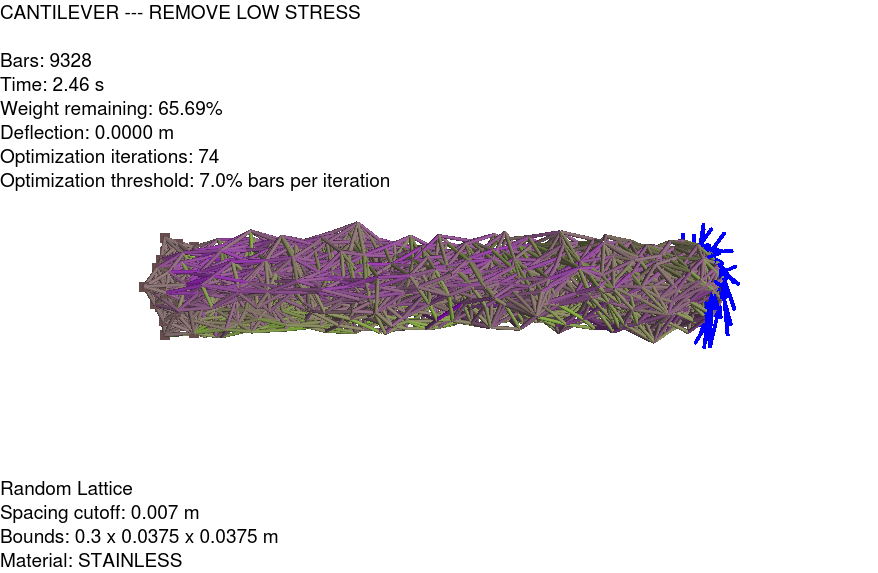 CANTILEVER --- REMOVE LOW STRESS
Bars: 9328
Time: 2.46 s
Weight remaining: 65.69%
Deflection: 0.0000 m
Optimization iterations: 74
Optimization threshold: 7.0% bars per iteration
Random Lattice
Spacing cutoff: 0.007 m
Bounds: 0.3 x 0.0375 x 0.0375 m
Material: STAINLESS